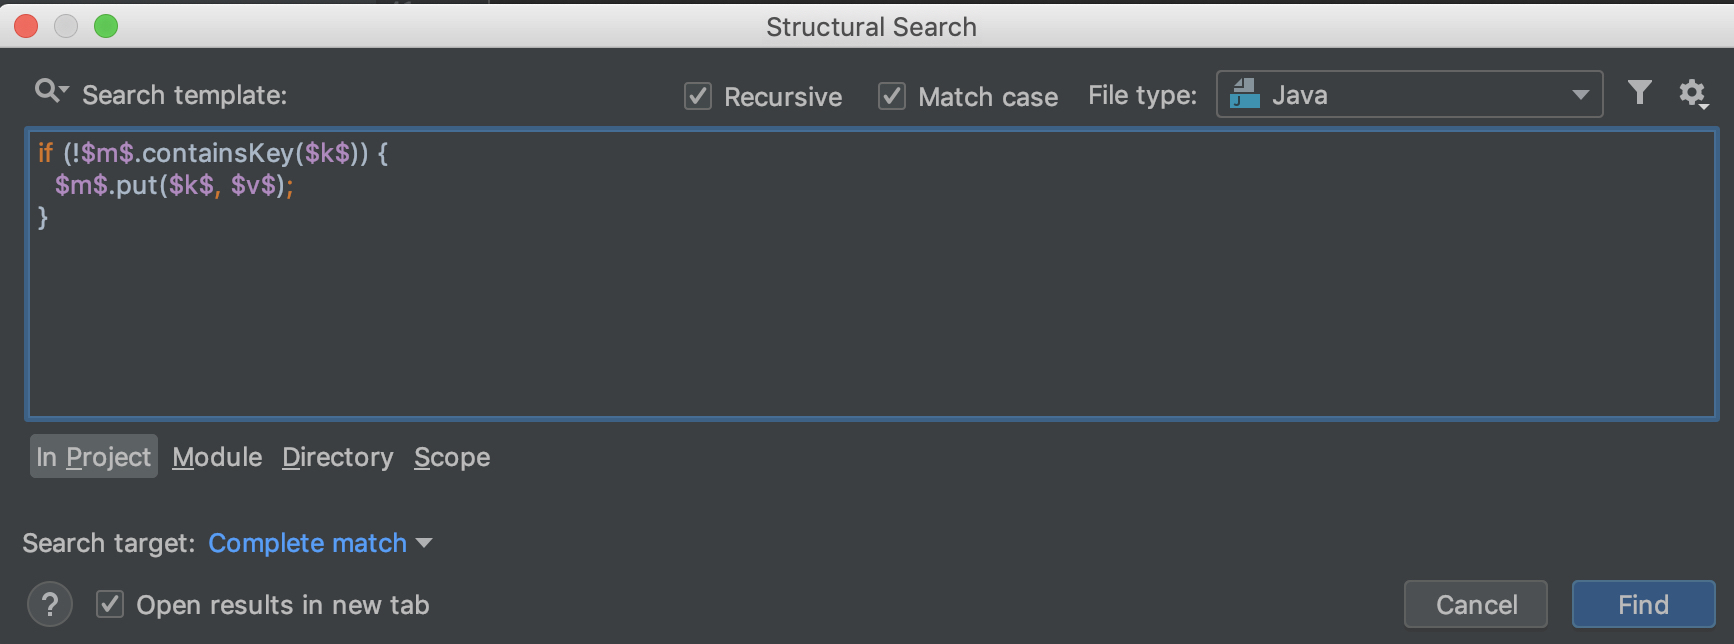 Structural Search
Search template:
Recursive
Match case
File type:
Java
if (!$m$.containsKey($k$)) {
  $m$.put($k$, $v$);
}
In Project
Module
Directory
Scope
Search target: Complete match
?
Open results in new tab
Cancel
Find